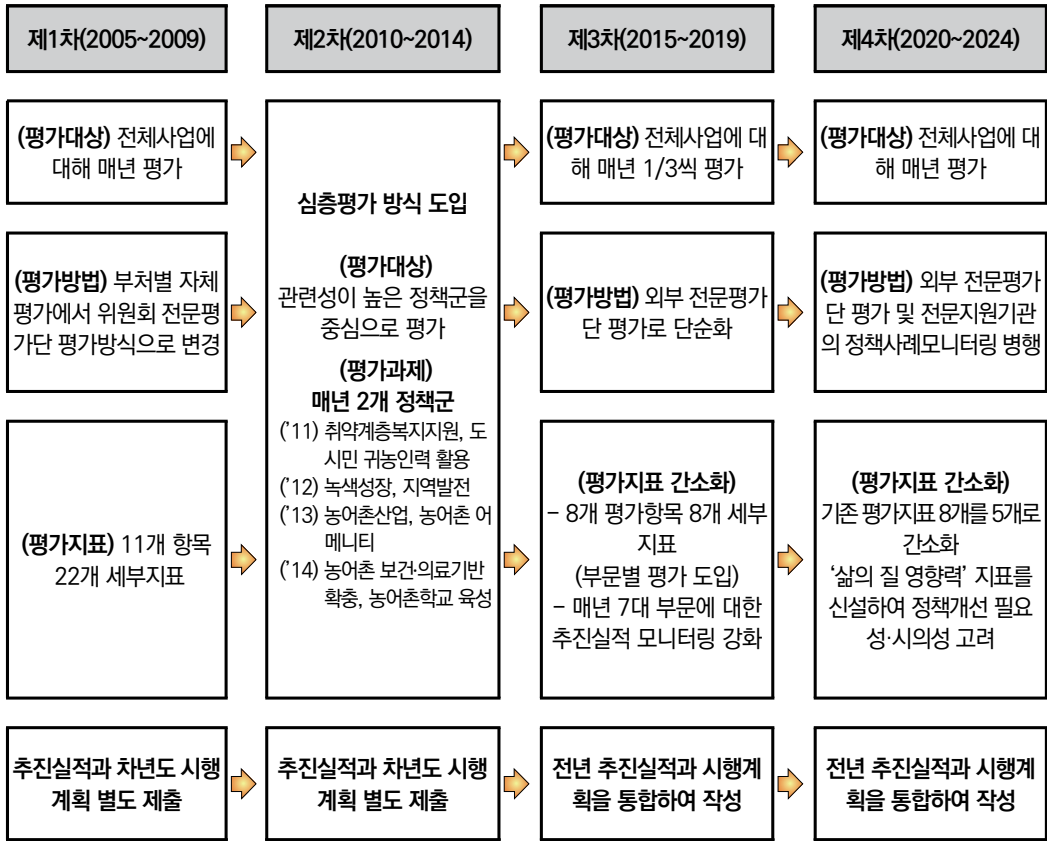 제1차(2005~2009)
제2차(2010~2014)
제3차(2015~2019)
제4차(2020~2024)
(평가대상) 전체사업에
대해 매년 평가
(평가방법) 부처별 자체
평가에서 위원회 전문평
가단 평가방식으로 변경
(평가지표) 11개 항목
22개 세부지표
추진실적과 차년도 시행
계획 별도 제출
심층평가 방식 도입
(평가대상)
관련성이 높은 정책군을
중심으로 평가
(평가과제)
매년 2개 정책군
('11) 취약계층복지지원, 도
시민 귀농인력 활용
('12) 녹색성장, 지역발전
('13) 농어촌산업, 농어촌 어
메니티
('14) 농어촌 보건·의료기반
확충, 농어촌학교 육성
추진실적과 차년도 시행
계획 별도 제출
(평가대상) 전체사업에 대
해 매년 1/3씩 평가
(평가방법) 외부 전문평가
단 평가로 단순화
(평가지표 간소화)
- 8개 평가항목 8개 세부
지표
(부문별 평가 도입)
- 매년 7대 부문에 대한
추진실적 모니터링 강화
전년 추진실적과 시행계
획을 통합하여 작성
(평가대상) 전체사업에 대
해 매년 평가
(평가방법) 외부 전문평가
단 평가 및 전문지원기관
의 정책사례모니터링 병행
(평가지표 간소화)
기존 평가지표 8개를 5개로
간소화
‘삶의 질 영향력’ 지표를
신설하여 정책개선 필요
성·시의성 고려
전년 추진실적과 시행계
획을 통합하여 작성